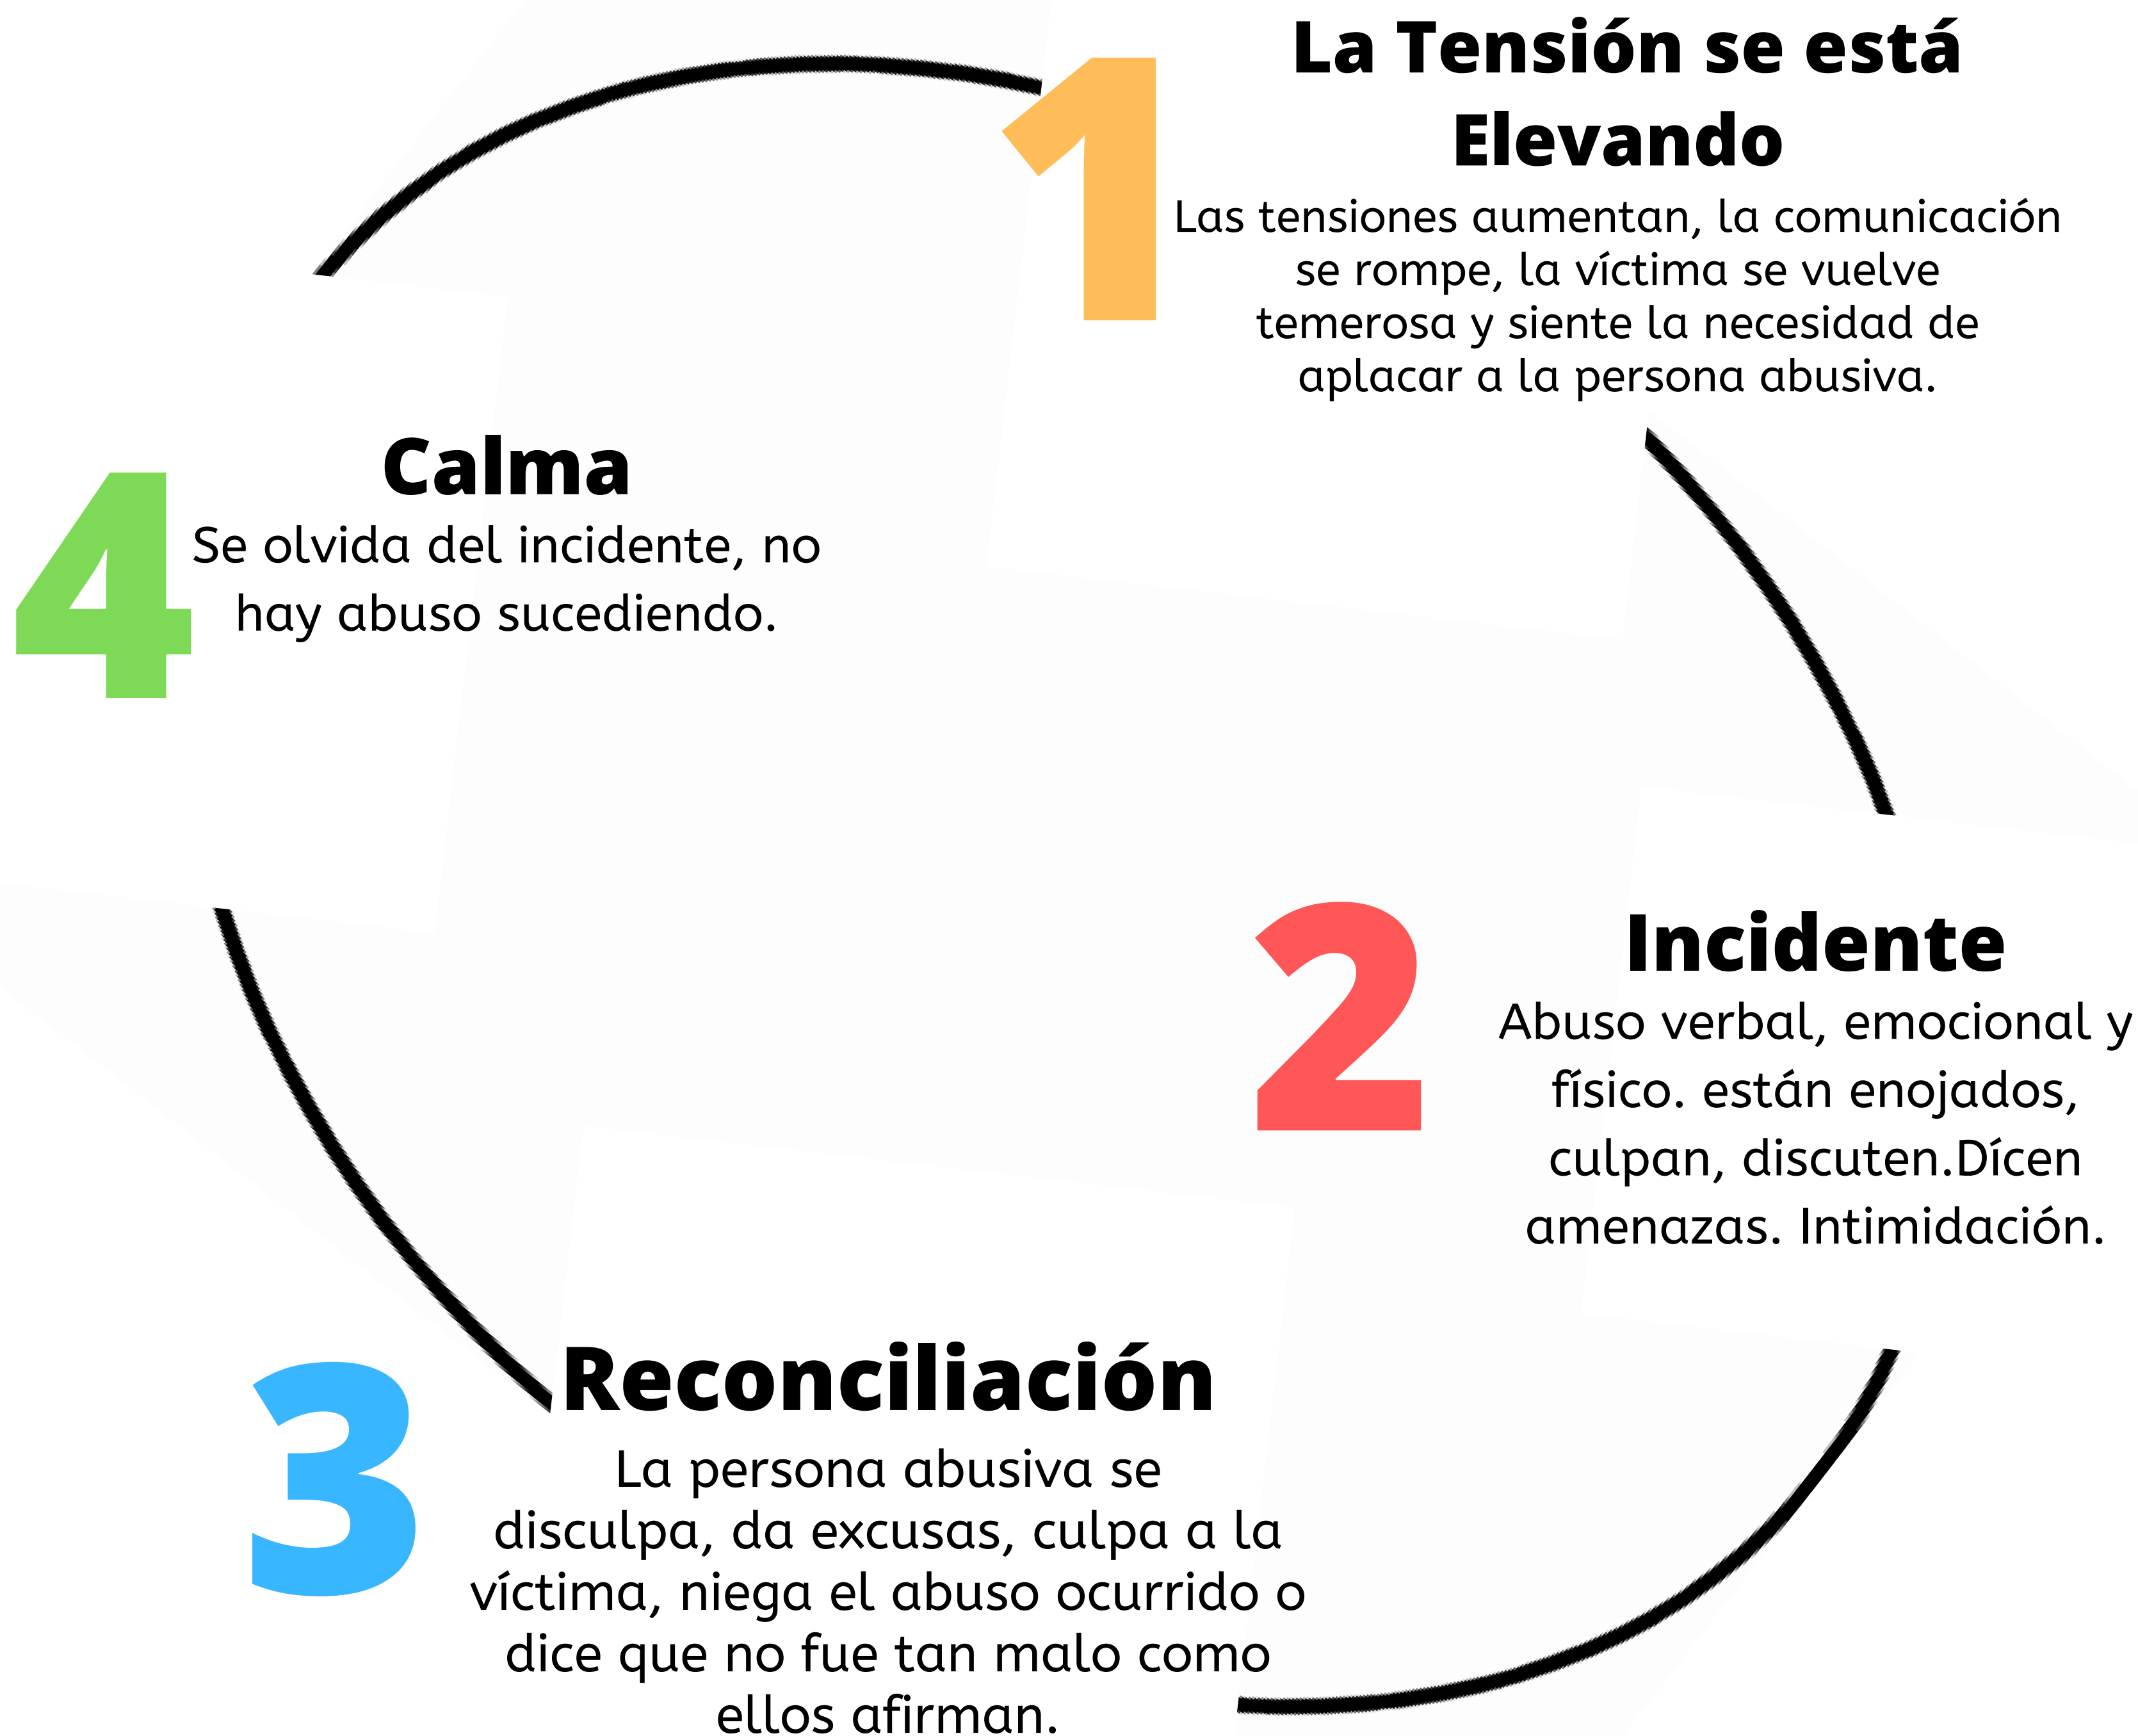 1
La Tensión se está
Elevando
Las tensiones aumentan, la comunicación
se rompe, la víctima se vuelve
temerosa y siente la necesidad de
aplacar a la persona abusiva.
2
Incidente
Abuso verbal, emocional y
físico. están enojados,
culpan, discuten.Dícen
amenazas. Intimidación.
3
Reconciliación
La persona abusiva se
disculpa, da excusas, culpa a la
víctima, niega el abuso ocurrido o
dice que no fue tan malo como
ellos afirman.
4
Calma
Se olvida del incidente, no
hay abuso sucediendo.